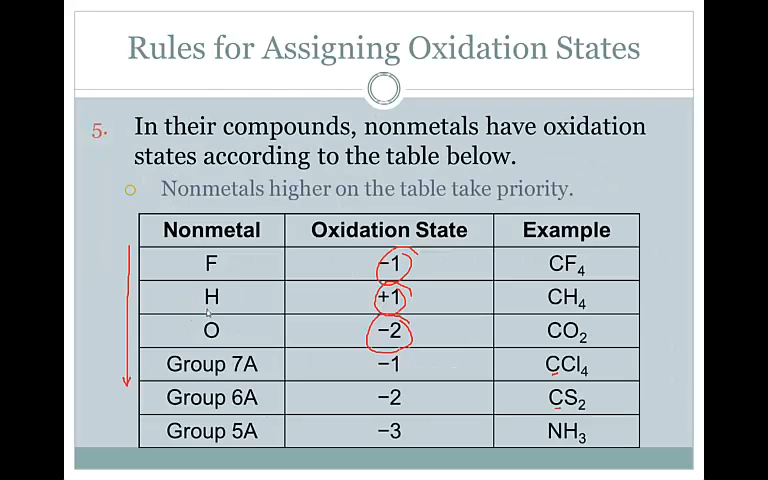 Rules for Assigning Oxidation States
5. In their compounds, nonmetals have oxidation
states according to the table below.
Nonmetals higher on the table take priority.
Nonmetal Oxidation State Example
F −1 CF₄
H +1 CH₄
O −2 CO₂
Group 7A −1 CCl₄
Group 6A −2 CS₂
Group 5A −3 NH₃